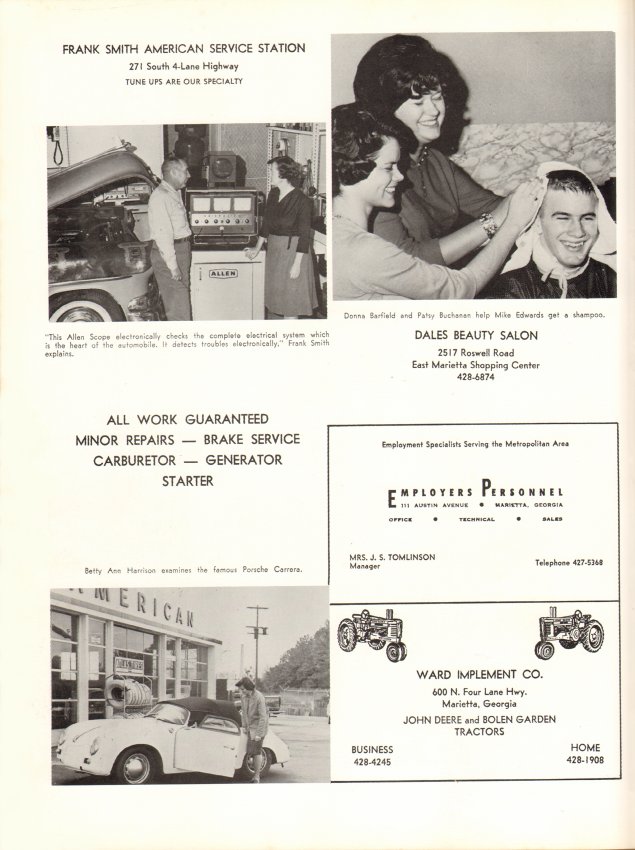 FRANK SMITH AMERICAN SERVICE STATION
271 South 4-Lane Highway
TUNE UPS ARE OUR SPECIALTY
ALLEN
"This Allen Scope electronically checks the complete electrical system which
is the heart of the automobile. It detects troubles electronically," Frank Smith
explains.
ALL WORK GUARANTEED
MINOR REPAIRS — BRAKE SERVICE
CARBURETOR — GENERATOR
STARTER
Betty Ann Harrison examines the famous Porsche Carrera.
AMERICAN
ATLAS TIRES
Donna Barfield and Patsy Buchanan help Mike Edwards get a shampoo.
DALES BEAUTY SALON
2517 Roswell Road
East Marietta Shopping Center
428-6874
Employment Specialists Serving the Metropolitan Area
EMPLOYERS PERSONNEL
111 AUSTIN AVENUE • MARIETTA, GEORGIA
OFFICE • TECHNICAL • SALES
MRS. J. S. TOMLINSON
Manager
Telephone 427-5368
WARD IMPLEMENT CO.
600 N. Four Lane Hwy.
Marietta, Georgia
JOHN DEERE and BOLEN GARDEN
TRACTORS
BUSINESS
428-4245
HOME
428-1908